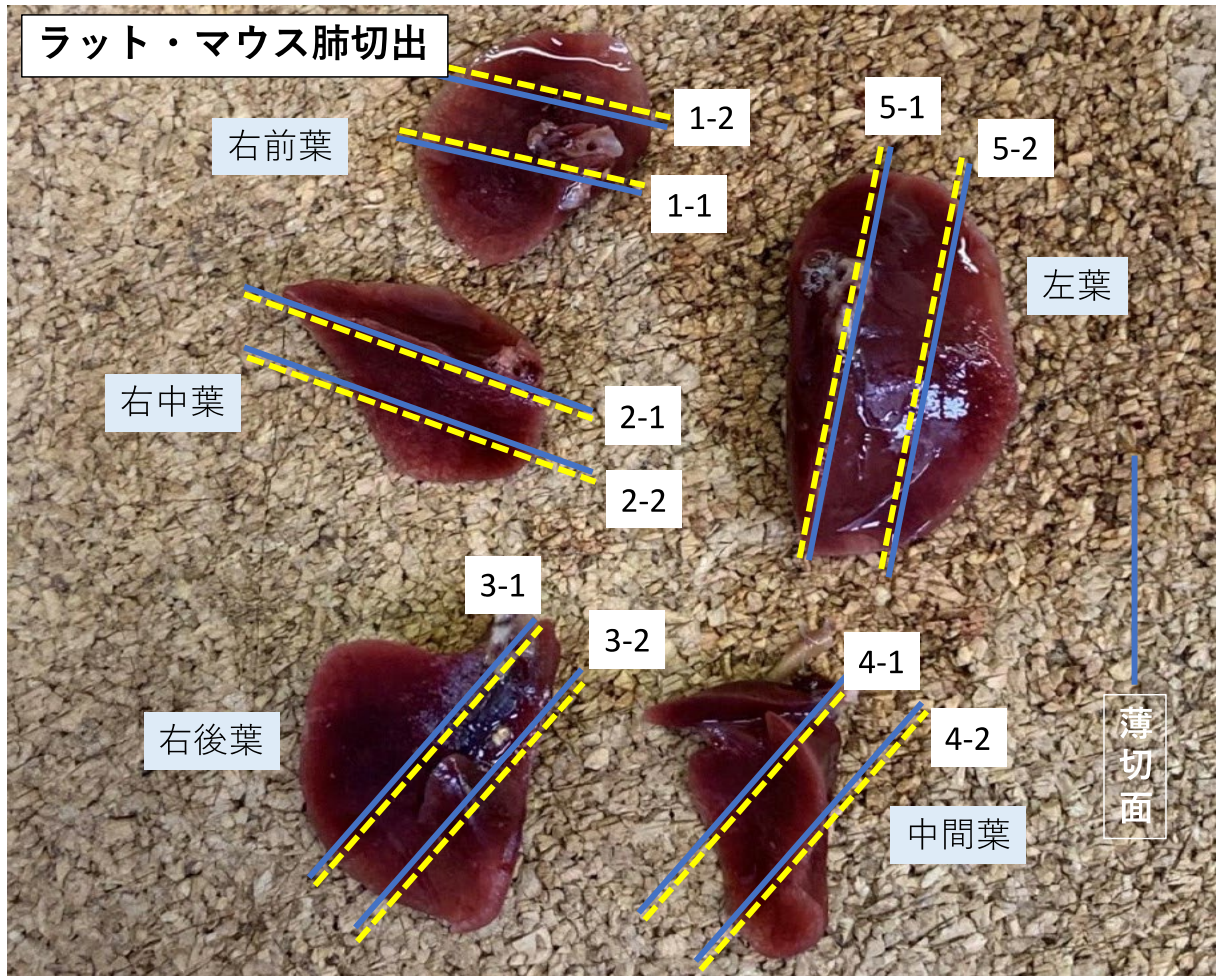 ラット・マウス肺切出
右前葉
1-2
1-1
5-1
5-2
左葉
右中葉
2-1
2-2
3-1
3-2
右後葉
4-1
4-2
中間葉
薄切面